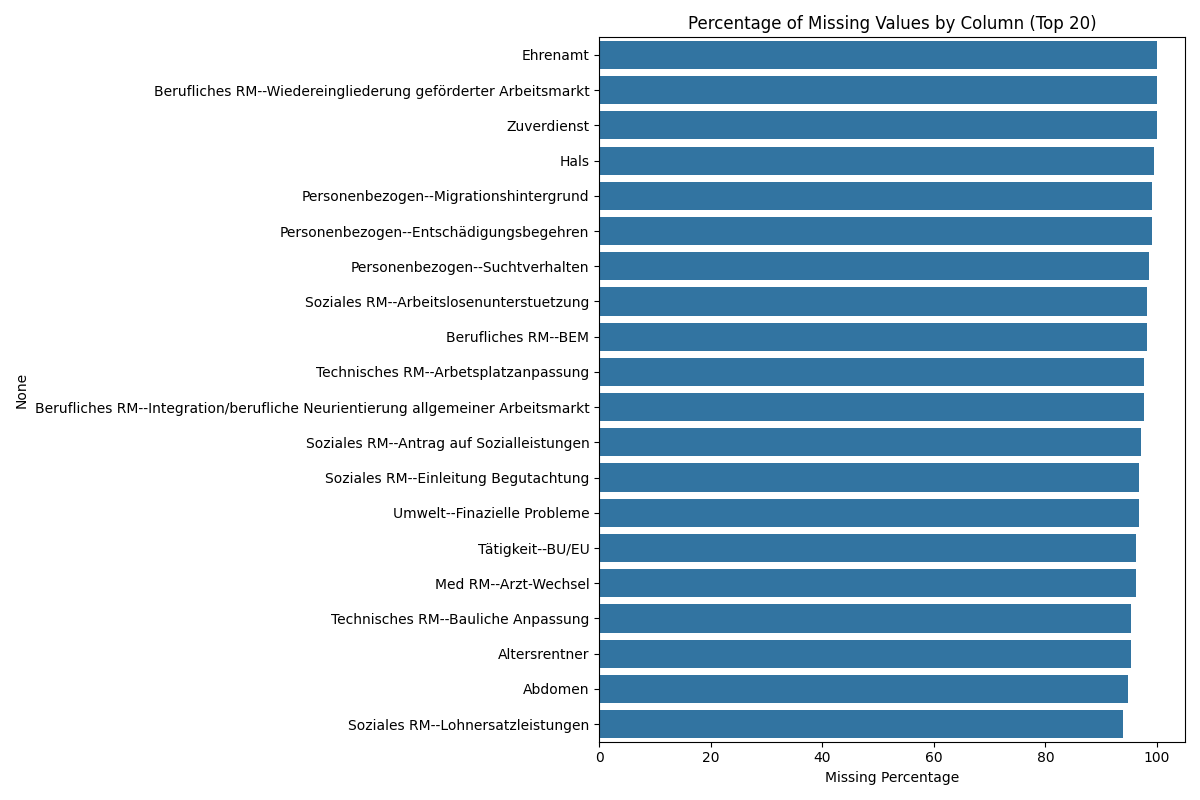 Percentage of Missing Values by Column (Top 20)
Ehrenamt
Berufliches RM--Wiedereingliederung geförderter Arbeitsmarkt
Zuverdienst
Hals
Personenbezogen--Migrationshintergrund
Personenbezogen--Entschädigungsbegehren
Personenbezogen--Suchtverhalten
Soziales RM--Arbeitslosenunterstuetzung
Berufliches RM--BEM
Technisches RM--Arbetsplatzanpassung
Berufliches RM--Integration/berufliche Neurientierung allgemeiner Arbeitsmarkt
Soziales RM--Antrag auf Sozialleistungen
Soziales RM--Einleitung Begutachtung
Umwelt--Finazielle Probleme
Tätigkeit--BU/EU
Med RM--Arzt-Wechsel
Technisches RM--Bauliche Anpassung
Altersrentner
Abdomen
Soziales RM--Lohnersatzleistungen
None
0 20 40 60 80 100
Missing Percentage